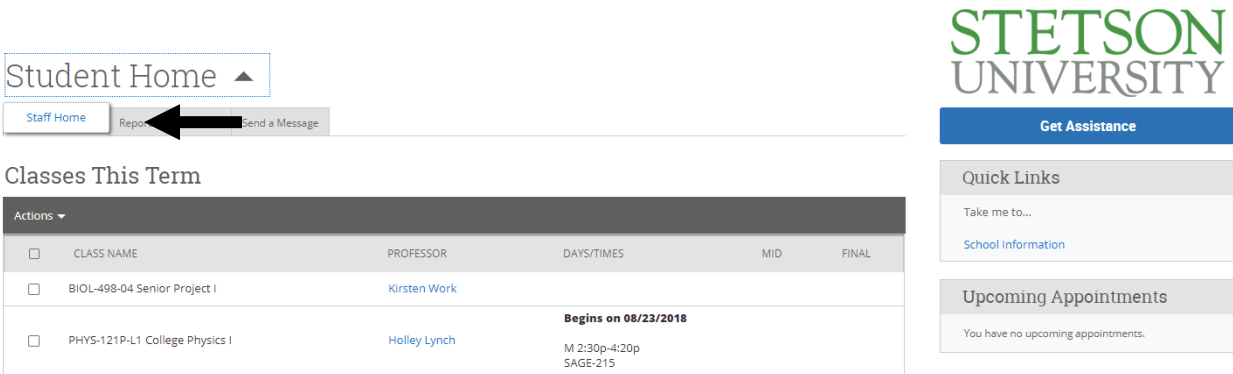 STETSON
UNIVERSITY
Student Home
Staff Home
Send a Message
Get Assistance
Classes This Term
Actions
CLASS NAME PROFESSOR DAYS/TIMES MID FINAL
BIOL-498-04 Senior Project I Kirsten Work
PHYS-121P-L1 College Physics I Holley Lynch Begins on 08/23/2018
M 2:30p-4:20p
SAGE-215
Quick Links
Take me to...
School Information
Upcoming Appointments
You have no upcoming appointments.